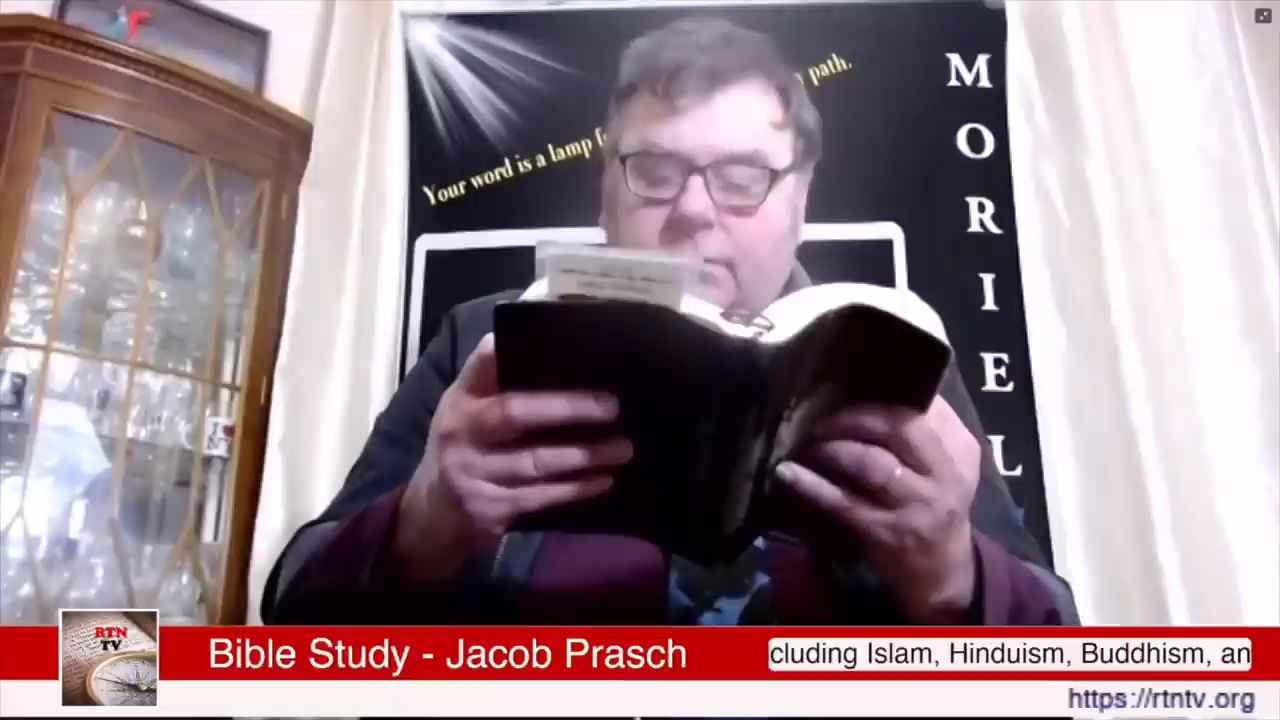 Your word is a lamp f
y path.
MORIEL
RTN
TV
Bible Study - Jacob Prasch
cluding Islam, Hinduism, Buddhism, an
https://rtntv.org